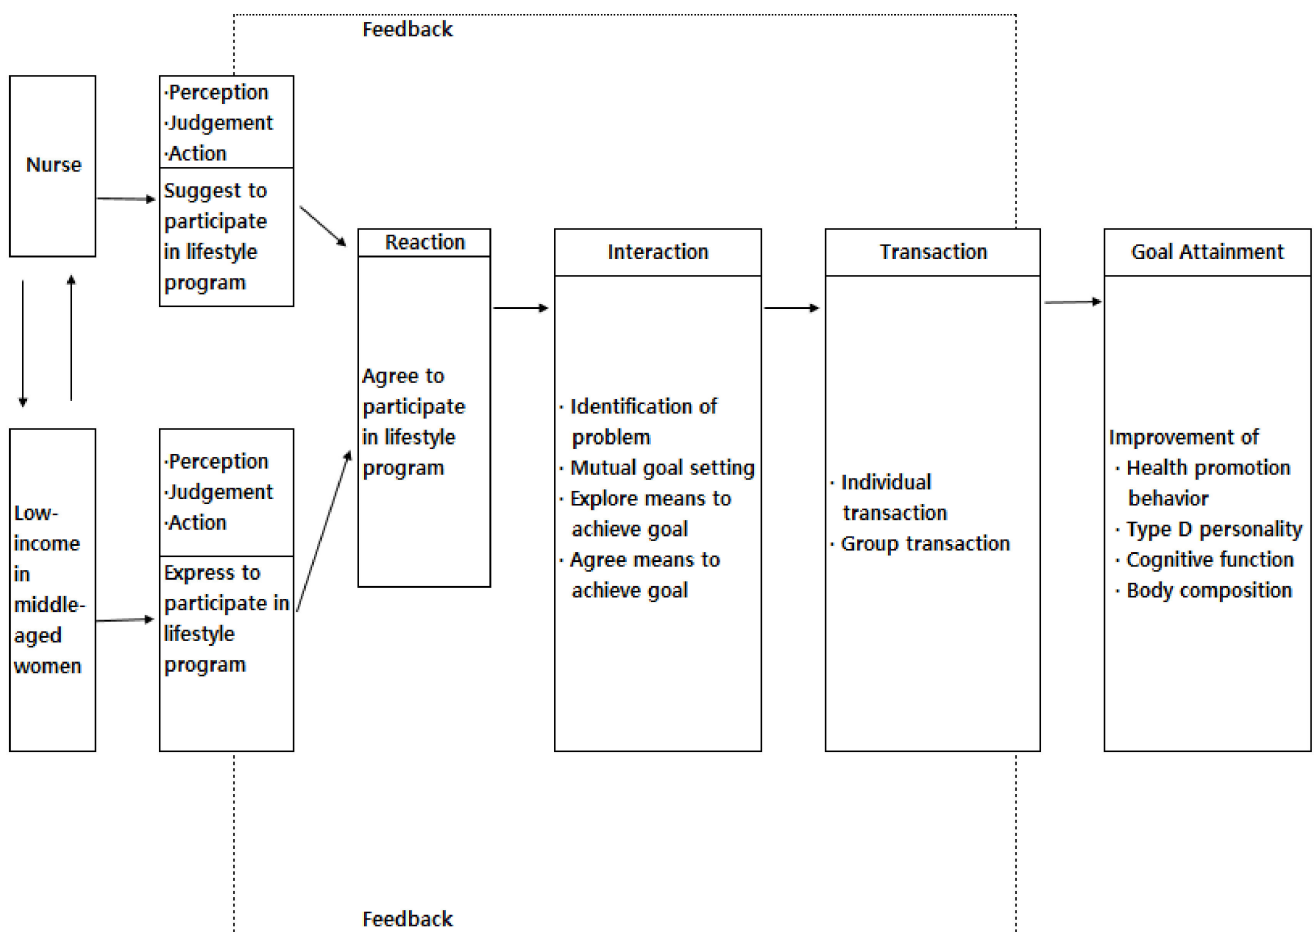 Feedback
Nurse
·Perception
·Judgement
·Action
Suggest to
participate
in lifestyle
program
Low-
income
in
middle-
aged
women
·Perception
·Judgement
·Action
Express to
participate in
lifestyle
program
Reaction
Agree to
participate
in lifestyle
program
Interaction
· Identification of
problem
· Mutual goal setting
· Explore means to
achieve goal
· Agree means to
achieve goal
Transaction
· Individual
transaction
· Group transaction
Goal Attainment
Improvement of
· Health promotion
behavior
· Type D personality
· Cognitive function
· Body composition
Feedback